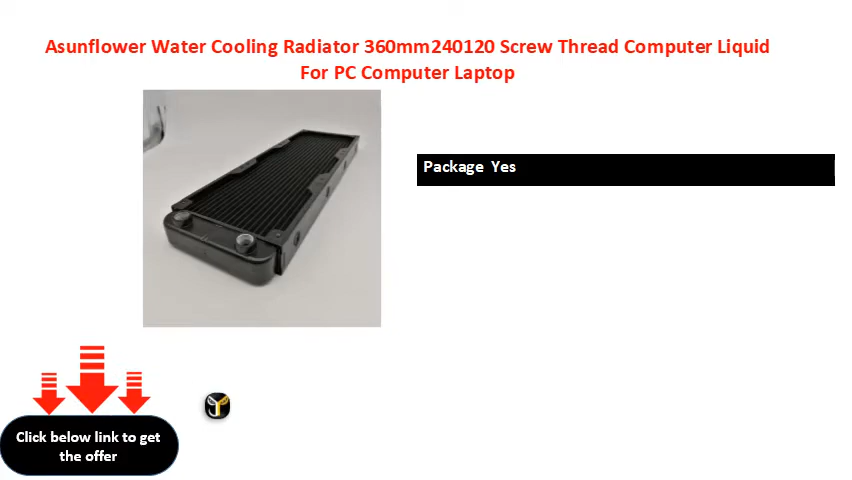 Asunflower Water Cooling Radiator 360mm240120 Screw Thread Computer Liquid
For PC Computer Laptop
Package Yes
Click below link to get
the offer